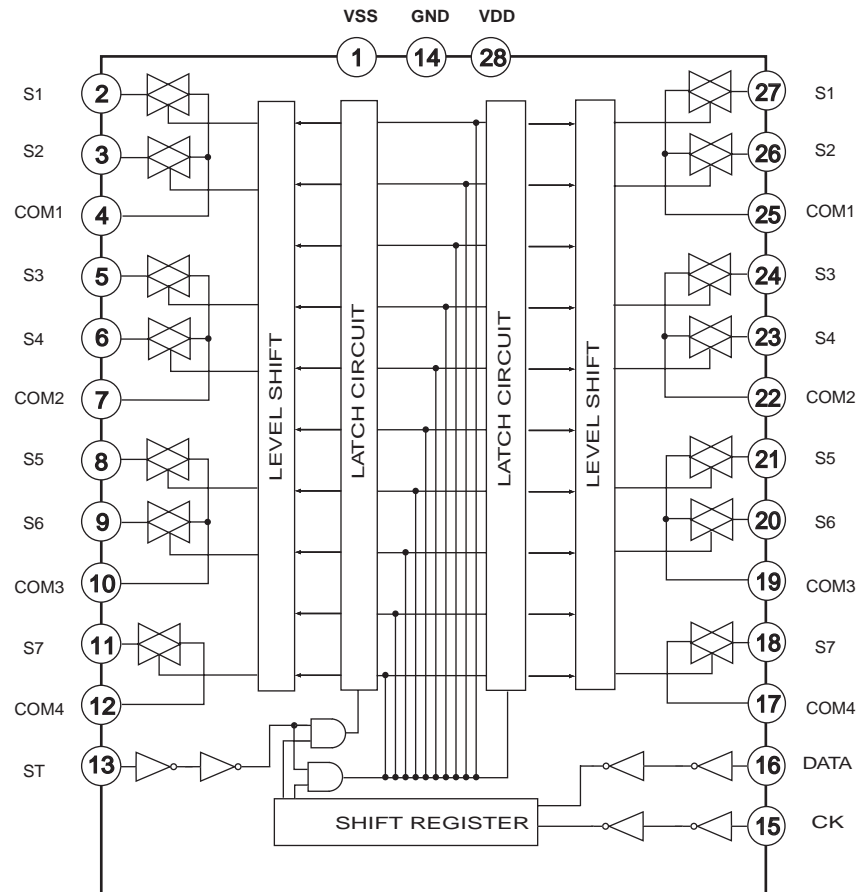 VSS GND VDD
1 14 28
S1 2 27 S1
S2 3 26 S2
COM1 4 25 COM1
S3 5 24 S3
S4 6 23 S4
COM2 7 22 COM2
LEVEL SHIFT
LATCH CIRCUIT
LATCH CIRCUIT
LEVEL SHIFT
S5 8 21 S5
S6 9 20 S6
COM3 10 19 COM3
S7 11 18 S7
COM4 12 17 COM4
ST 13 16 DATA
SHIFT REGISTER 15 CK